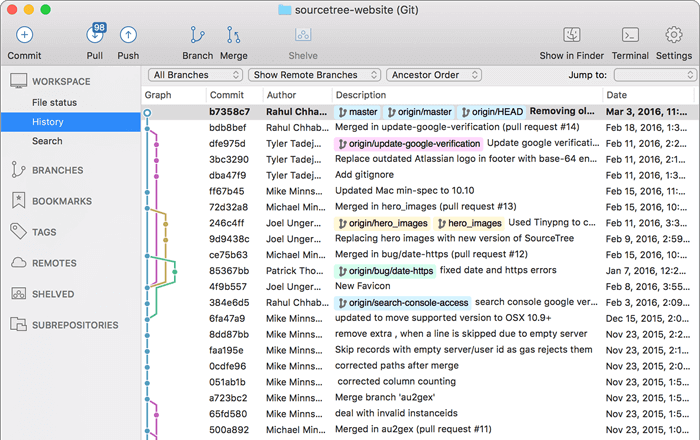 sourcetree-website (Git)
98
Commit Pull Push Branch Merge Shelve Show in Finder Terminal Settings
WORKSPACE
File status
History
Search
BRANCHES
BOOKMARKS
TAGS
REMOTES
SHELVED
SUBREPOSITORIES
All Branches Show Remote Branches Ancestor Order Jump to:
Graph Commit Author Description Date
b7358c7 Rahul Chha... master origin/master origin/HEAD Removing ol... Mar 3, 2016, 11:...
bdb8bef Rahul Chhab... Merged in update-google-verification (pull request #14) Feb 18, 2016, 1:3...
dfe975d Tyler Tadej... origin/update-google-verification Update google verificati... Feb 11, 2016, 2:2...
3bc3290 Tyler Tadej... Replace outdated Atlassian logo in footer with base-64 en... Feb 11, 2016, 2:1...
dba47f9 Tyler Tadej... Add gitignore Feb 11, 2016, 1:3...
ff67b45 Mike Minns... Updated Mac min-spec to 10.10 Feb 15, 2016, 11:...
72d32a8 Michael Min... Merged in hero_images (pull request #13) Feb 15, 2016, 11:...
246c4ff Joel Unger... origin/hero_images hero_images Used Tinypng to c... Feb 11, 2016, 3:3...
9d9438c Joel Unger... Replacing hero images with new version of SourceTree Feb 9, 2016, 2:59...
ce75b63 Michael Min... Merged in bug/date-https (pull request #12) Feb 15, 2016, 11:...
85367bb Patrick Tho... origin/bug/date-https fixed date and https errors Jan 7, 2016, 12:2...
4f9b557 Joel Unger... New Favicon Feb 8, 2016, 3:55...
384e6d5 Rahul Chhab... origin/search-console-access search console google ver... Feb 3, 2016, 2:09...
6fa47a9 Mike Minns... updated to move supported version to OSX 10.9+ Dec 15, 2015, 2:0...
8dd87bb Mike Minns... remove extra , when a line is skipped due to empty server Nov 23, 2015, 2:2...
faa195e Mike Minns... Skip records with empty server/user id as gas rejects them Nov 23, 2015, 2:1...
0cdfe96 Mike Minns... corrected paths after merge Nov 23, 2015, 2:0...
051ab1b Mike Minns... corrected column counting Nov 23, 2015, 1:5...
a723bc2 Mike Minns... Merge branch 'au2gex' Nov 23, 2015, 1:5...
65fd580 Mike Minns... deal with invalid instanceids Nov 23, 2015, 1:5...
500a892 Michael Min... Merged in au2gex (pull request #11) Nov 23, 2015, 1:0...